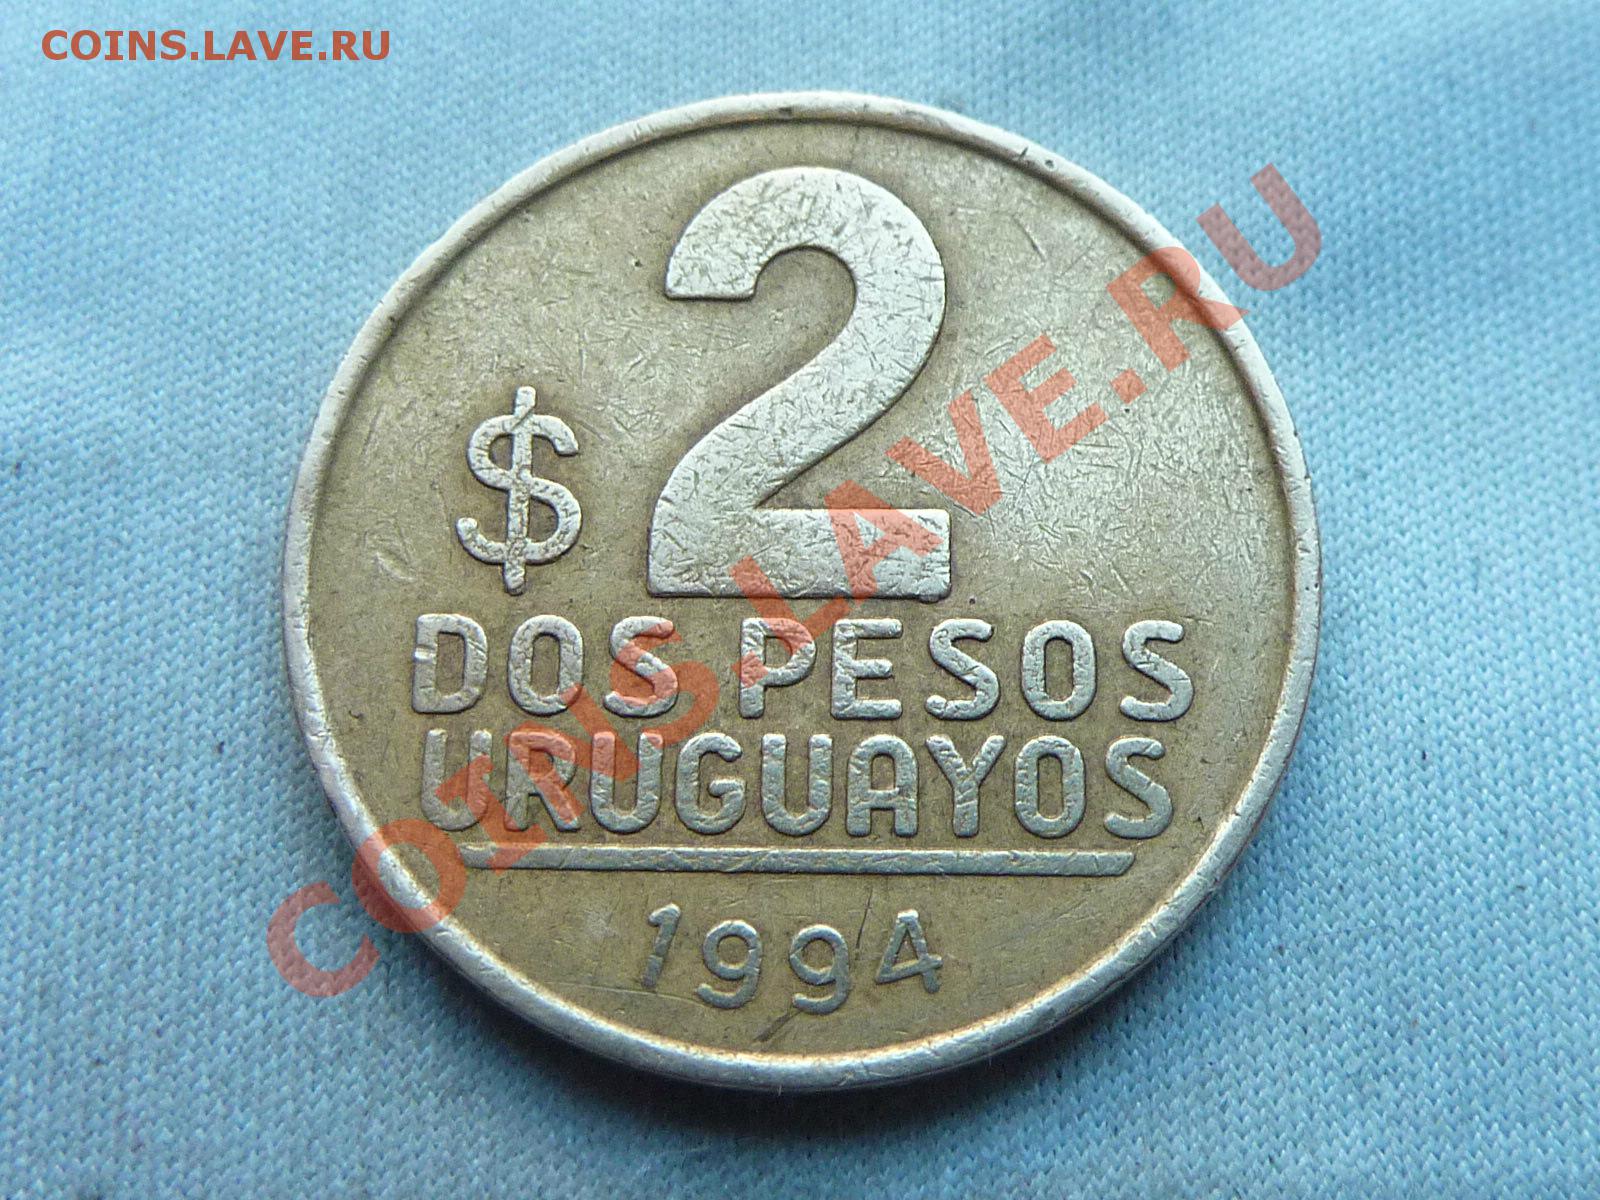 COINS.LAVE.RU
2
$
DOS PESOS
URUGUAYOS
1994
COINS.LAVE.RU